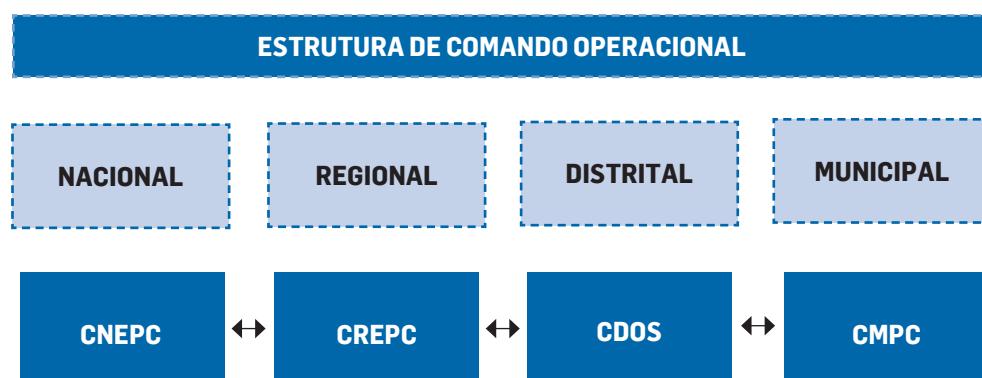 ESTRUTURA DE COMANDO OPERACIONAL
NACIONAL REGIONAL DISTRITAL MUNICIPAL
CNEPC CREPC CDOS CMPC